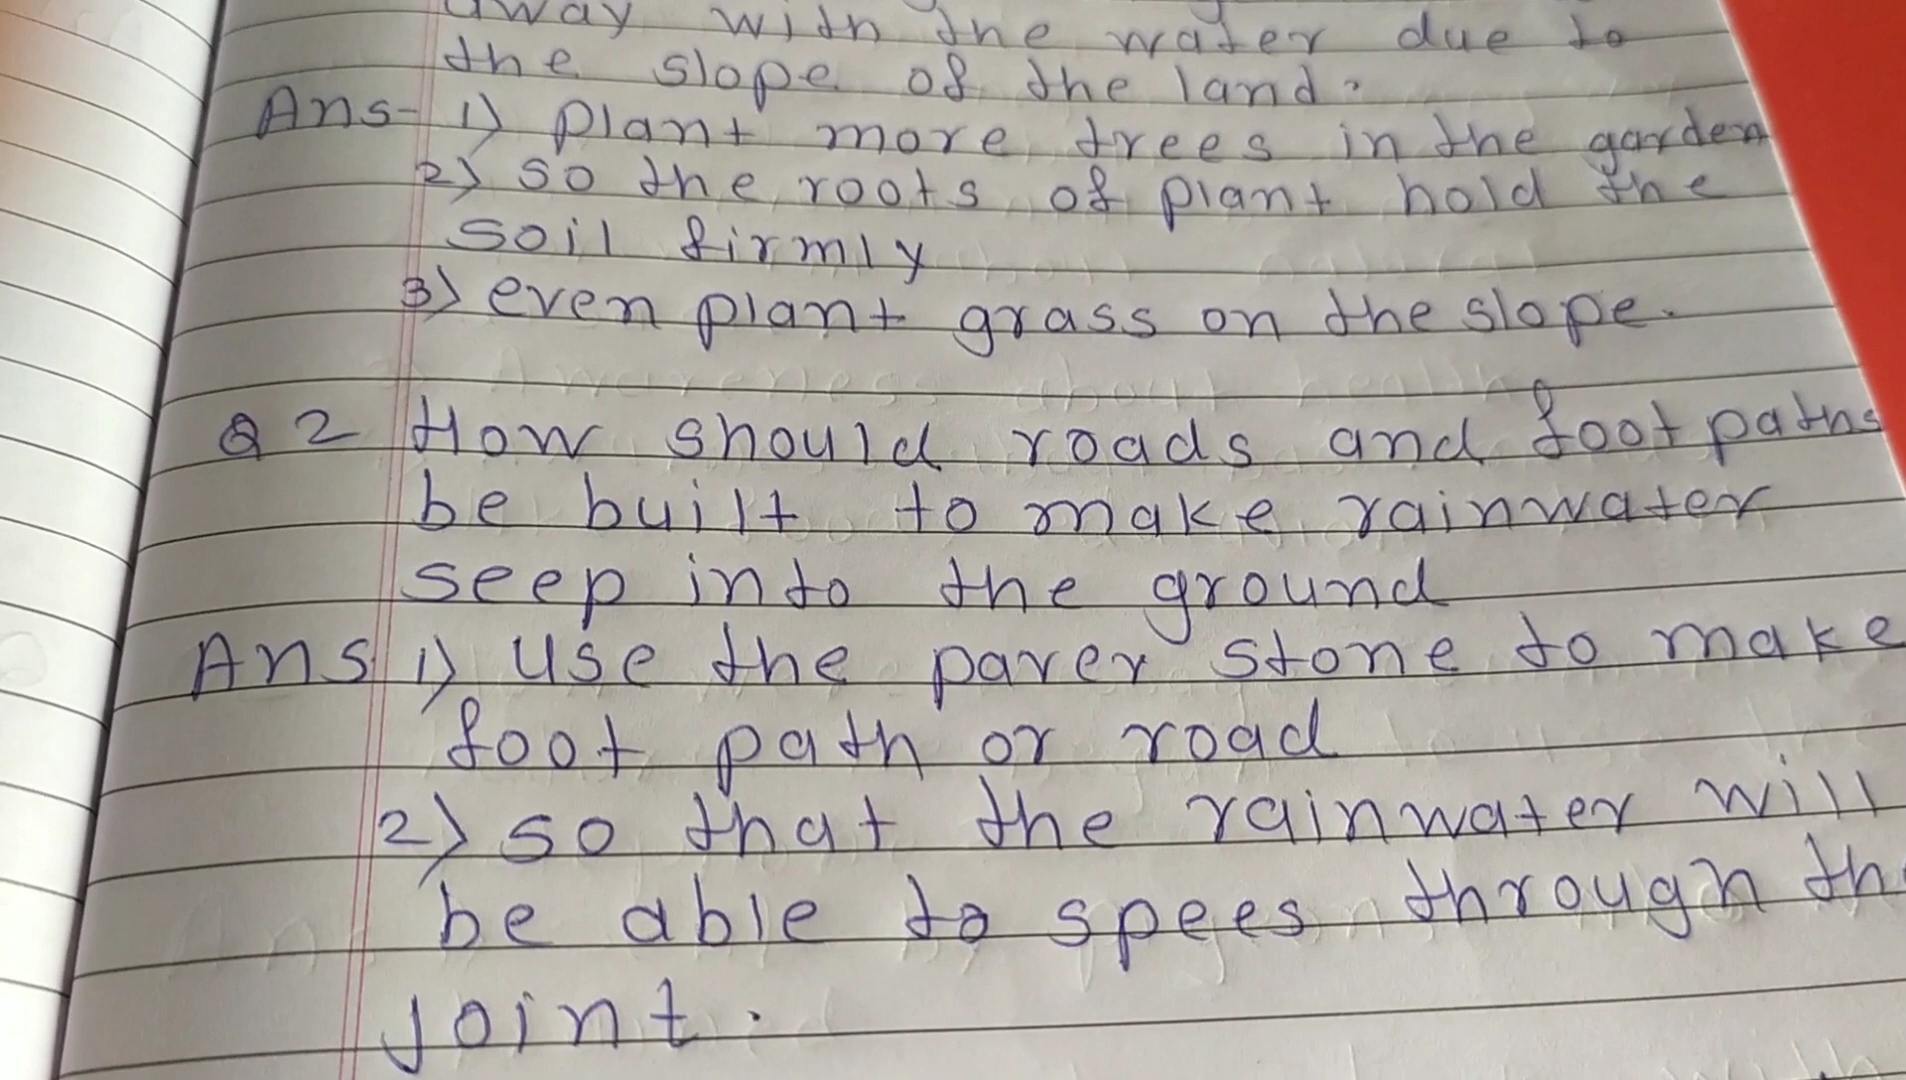 away with the water due to
the slope of the land.
Ans- 1) plant more trees in the garden
2) so the roots of plant hold the
soil firmly
3) even plant grass on the slope.
Q 2 How should roads and foot paths
be built to make rainwater
seep into the ground
Ans 1) Use the paver stone to make
foot path or road
2) so that the rainwater will
be able to spees through the
joint.